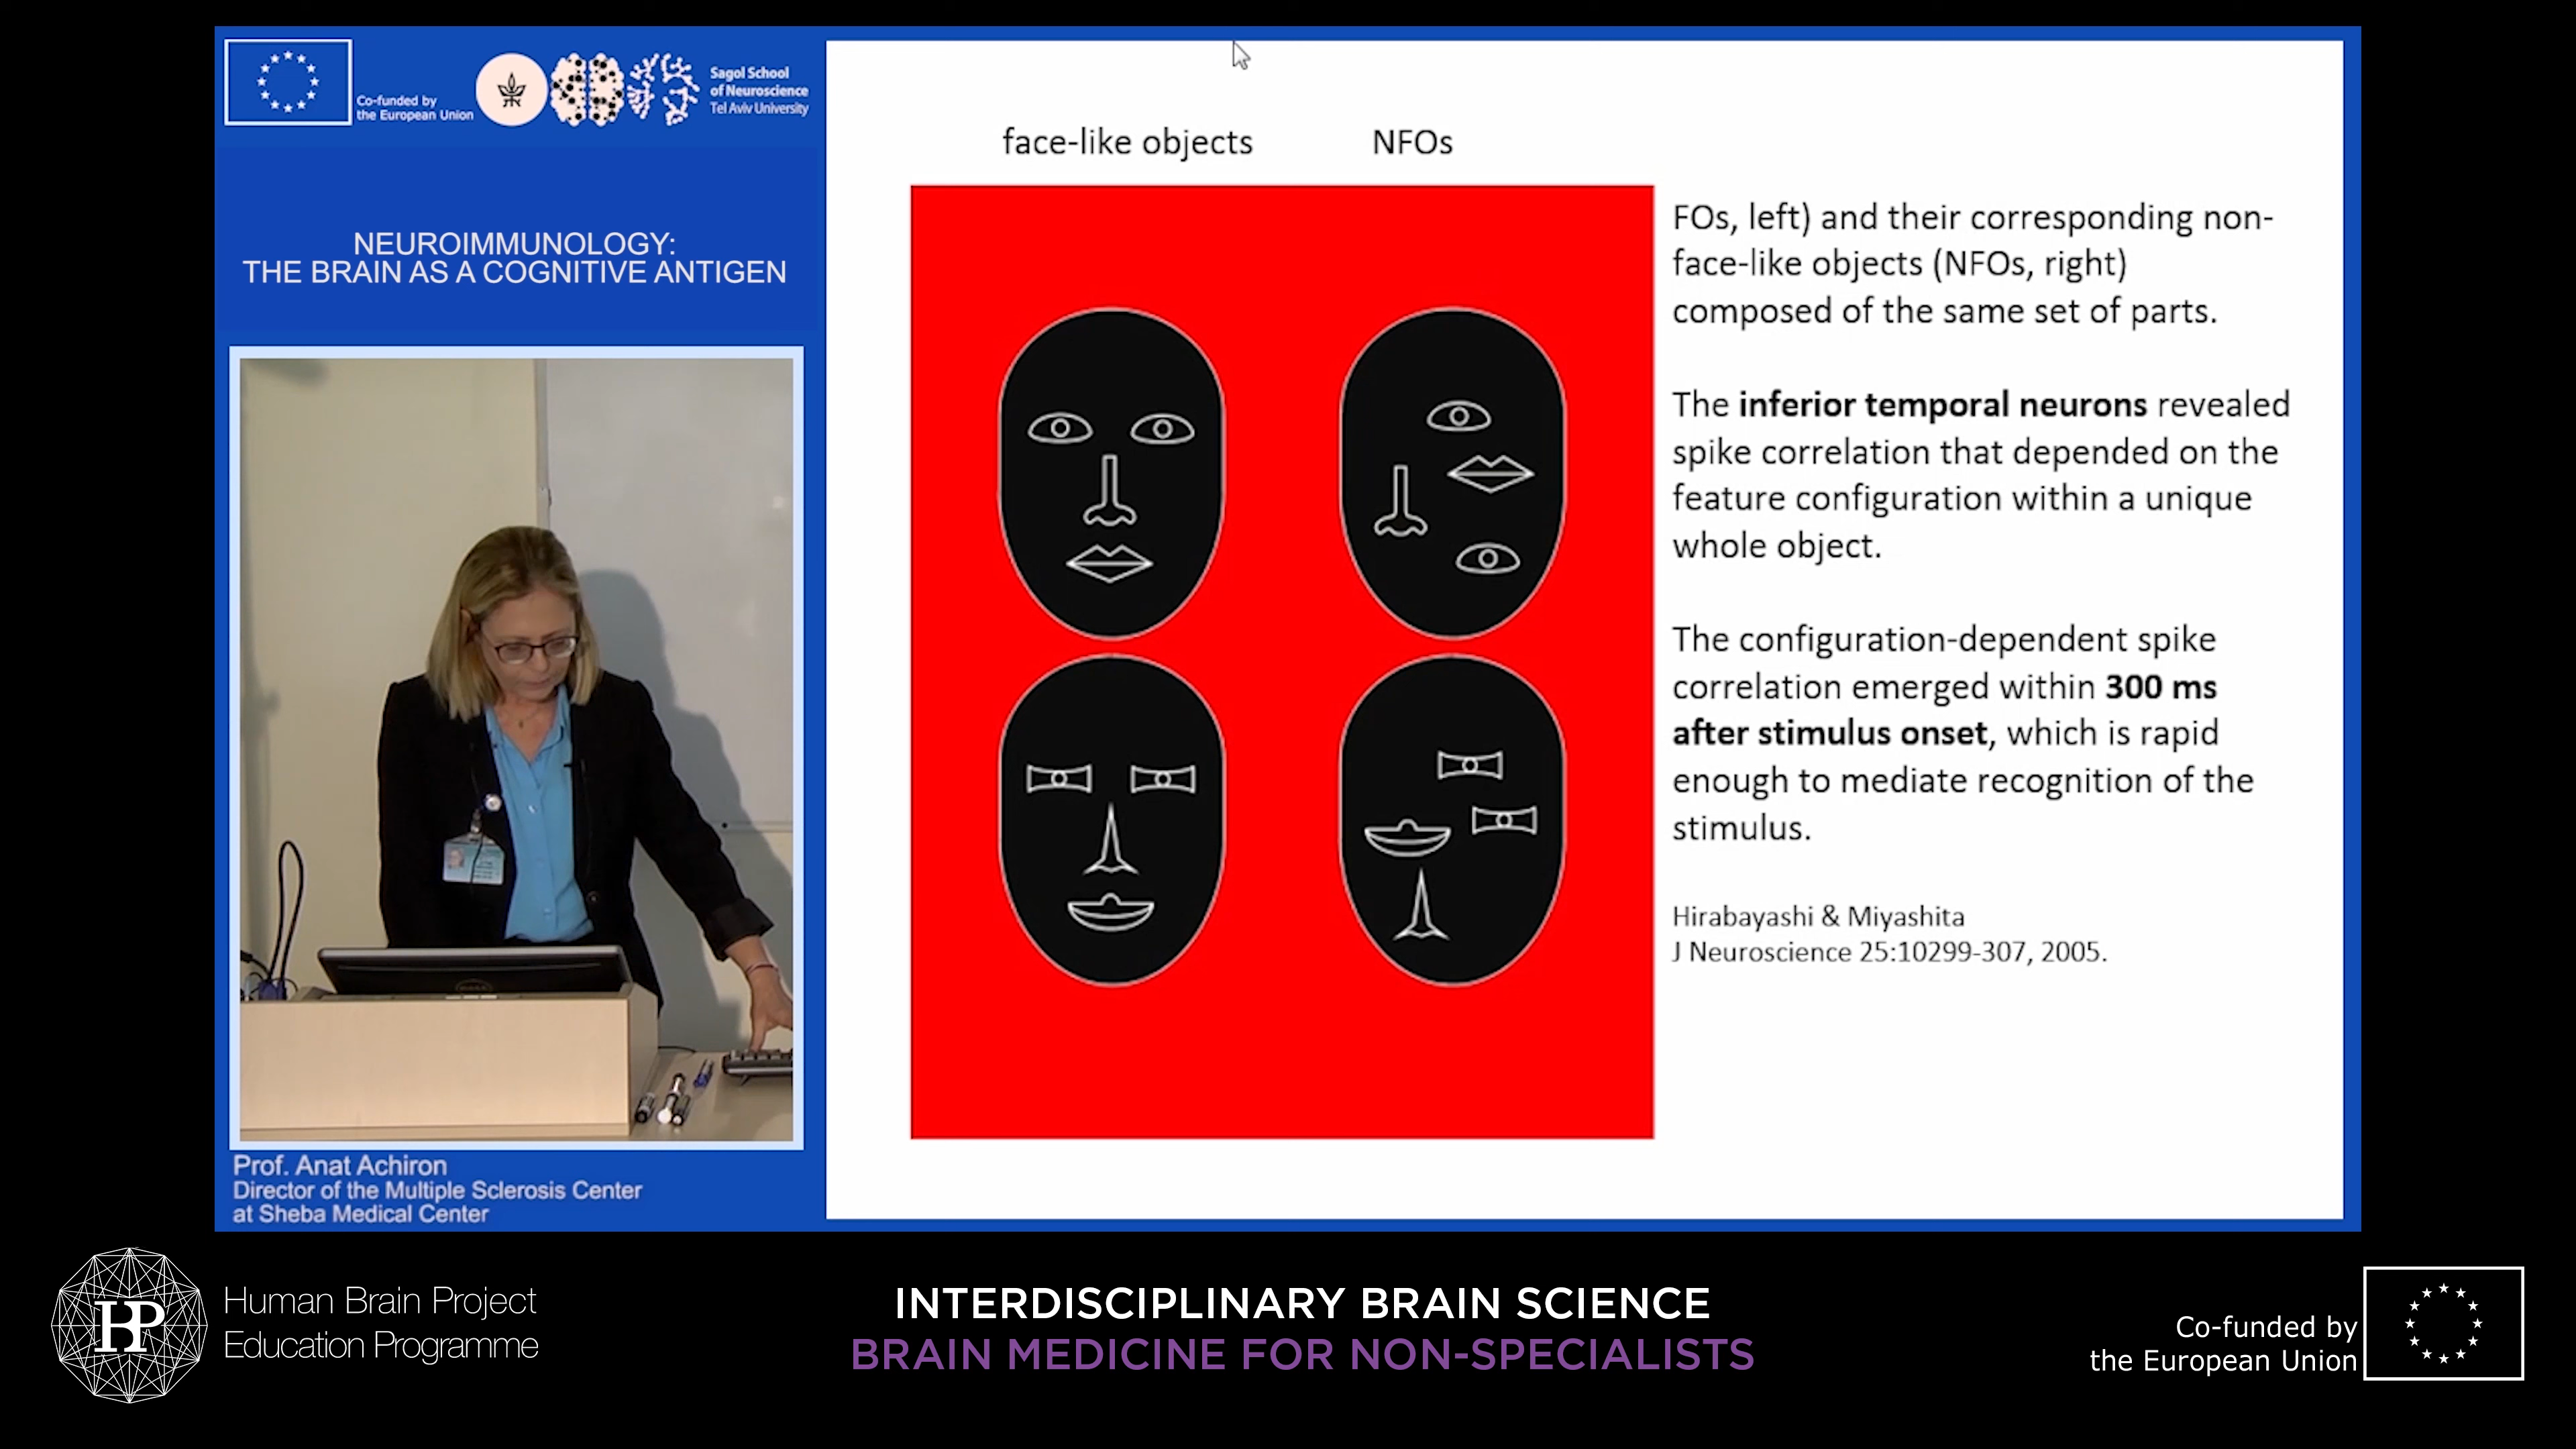 Co-funded by
the European Union
Sagol School
of Neuroscience
Tel Aviv University
NEUROIMMUNOLOGY:
THE BRAIN AS A COGNITIVE ANTIGEN
face-like objects NFOs
FOs, left) and their corresponding non-
face-like objects (NFOs, right)
composed of the same set of parts.
The inferior temporal neurons revealed
spike correlation that depended on the
feature configuration within a unique
whole object.
The configuration-dependent spike
correlation emerged within 300 ms
after stimulus onset, which is rapid
enough to mediate recognition of the
stimulus.
Hirabayashi & Miyashita
J Neuroscience 25:10299-307, 2005.
Prof. Anat Achiron
Director of the Multiple Sclerosis Center
at Sheba Medical Center
HBP
Human Brain Project
Education Programme
INTERDISCIPLINARY BRAIN SCIENCE
BRAIN MEDICINE FOR NON-SPECIALISTS
Co-funded by
the European Union